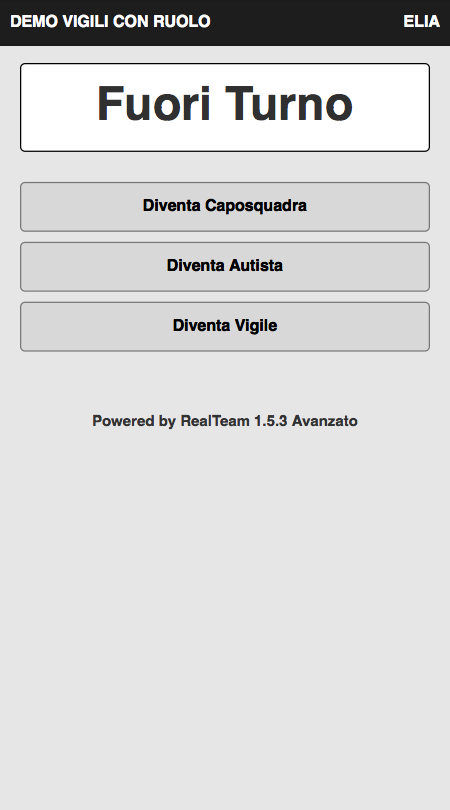 DEMO VIGILI CON RUOLO ELIA
Fuori Turno
Diventa Caposquadra
Diventa Autista
Diventa Vigile
Powered by RealTeam 1.5.3 Avanzato